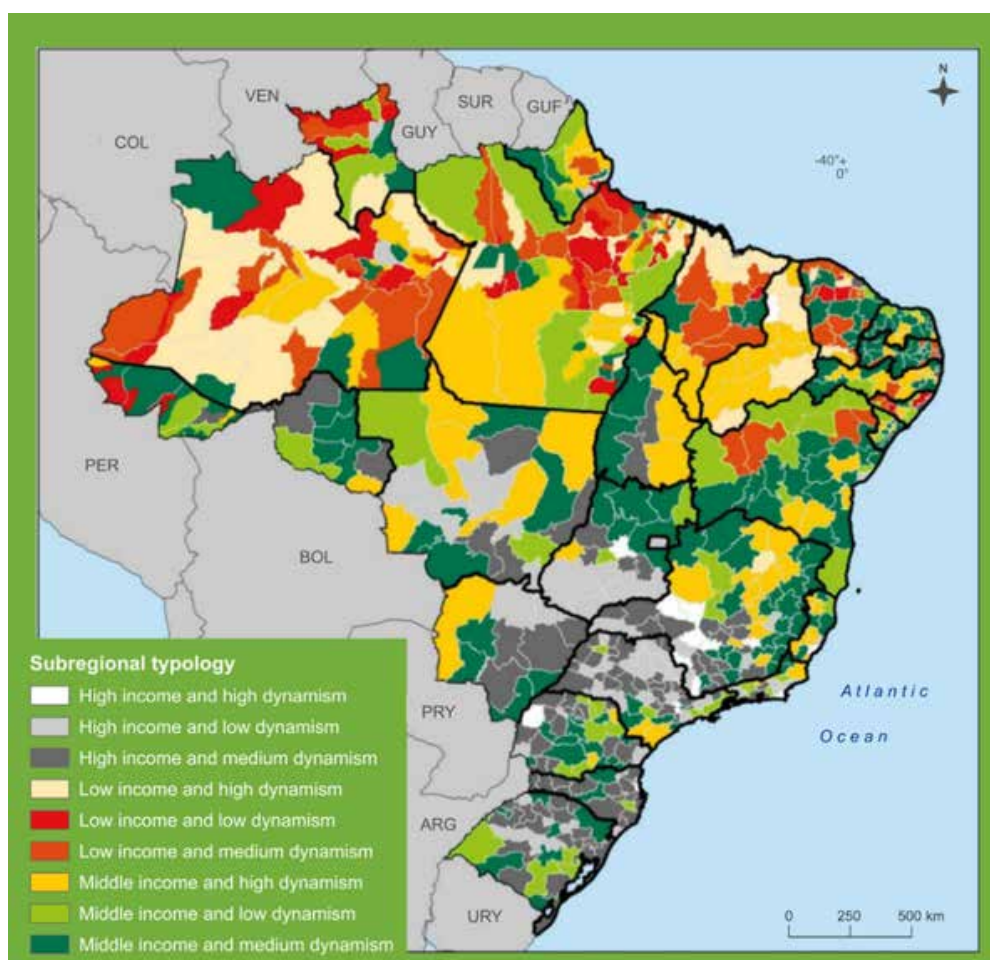 N
VEN
SUR
GUF
GUY
COL
-40°+
0°
PER
BOL
Subregional typology
High income and high dynamism
High income and low dynamism
High income and medium dynamism
Low income and high dynamism
Low income and low dynamism
Low income and medium dynamism
Middle income and high dynamism
Middle income and low dynamism
Middle income and medium dynamism
PRY
ARG
URY
Atlantic
Ocean
0 250 500 km